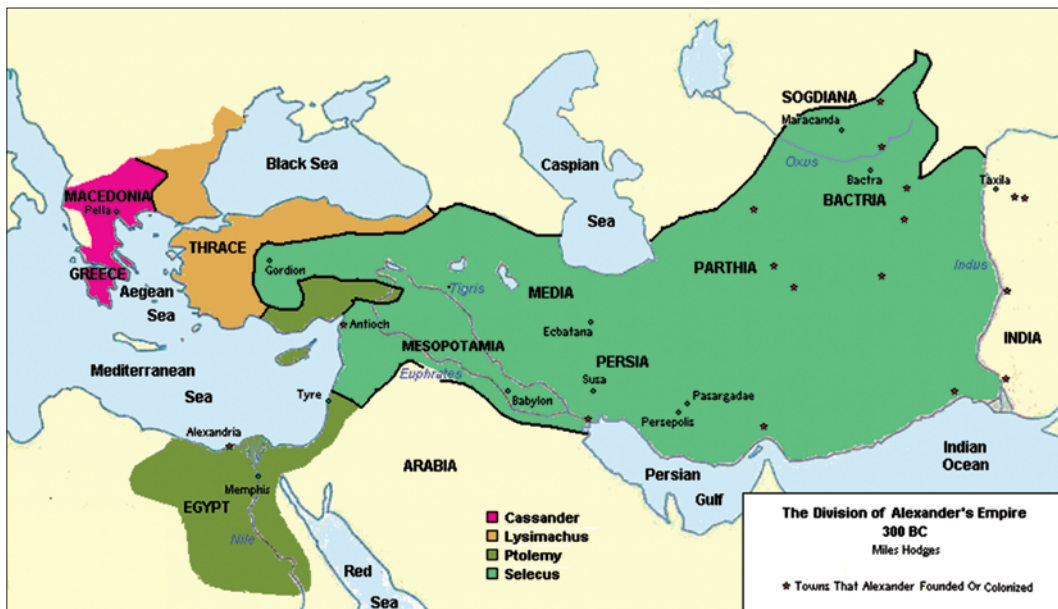 SOGDIANA
Maracanda
Black Sea
Caspian
Sea
Oxus
Bactra
BACTRIA
Taxila
MACEDONIA
Pella
THRACE
GREECE
Aegean
Sea
Gordion
Tigris
MEDIA
PARTHIA
Indus
Antioch
Ecbatana
MESOPOTAMIA
PERSIA
INDIA
Mediterranean
Sea
Euphrates
Babylon
Susa
Tyre
Pasargadae
Persepolis
Alexandria
ARABIA
Persian
Gulf
Indian
Ocean
Memphis
EGYPT
Nile
Red
Sea
Cassander
Lysimachus
Ptolemy
Selecus
The Division of Alexander's Empire
300 BC
Miles Hodges
Towns That Alexander Founded Or Colonized